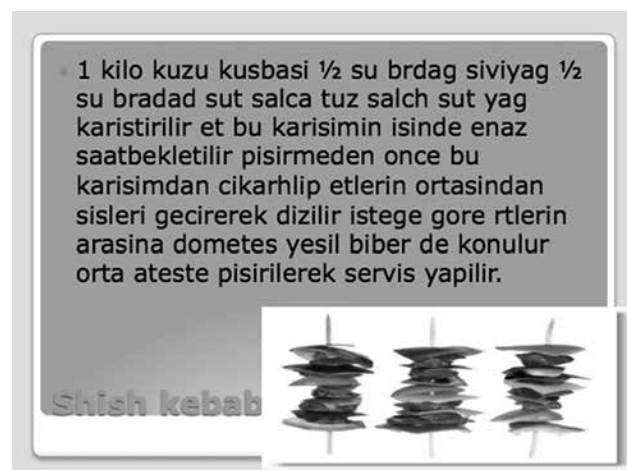 1 kilo kuzu kusbasi ½ su brdag siviyag ½
su bradad sut salca tuz salch sut yag
karistirilir et bu karisimin isinde enaz
saatbekletilir pisirmeden once bu
karisimdan cikarhlip etlerin ortasindan
sisleri gecirerek dizilir istege gore rtlerin
arasina dometes yesil biber de konulur
orta ateste pisirilerek servis yapilir.
Shish kebab